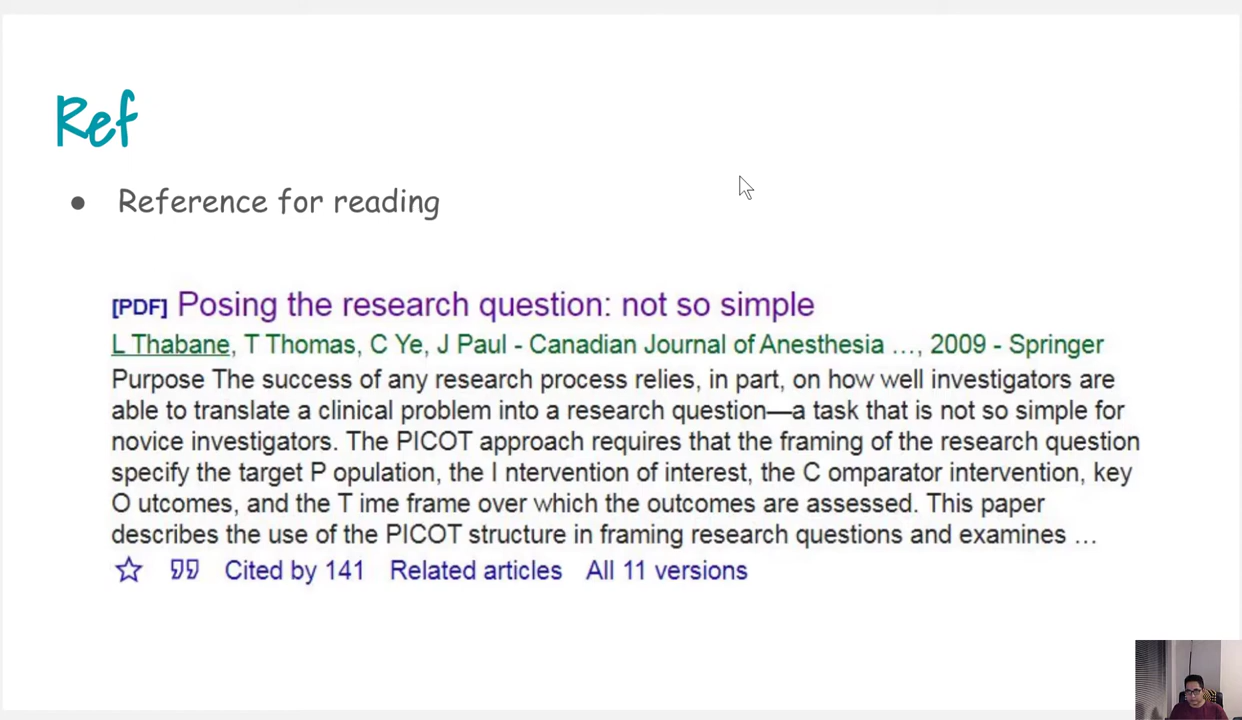 Ref
● Reference for reading
[PDF] Posing the research question: not so simple
L Thabane, T Thomas, C Ye, J Paul - Canadian Journal of Anesthesia ..., 2009 - Springer
Purpose The success of any research process relies, in part, on how well investigators are
able to translate a clinical problem into a research question—a task that is not so simple for
novice investigators. The PICOT approach requires that the framing of the research question
specify the target P opulation, the I ntervention of interest, the C omparator intervention, key
O utcomes, and the T ime frame over which the outcomes are assessed. This paper
describes the use of the PICOT structure in framing research questions and examines ...
Cited by 141 Related articles All 11 versions